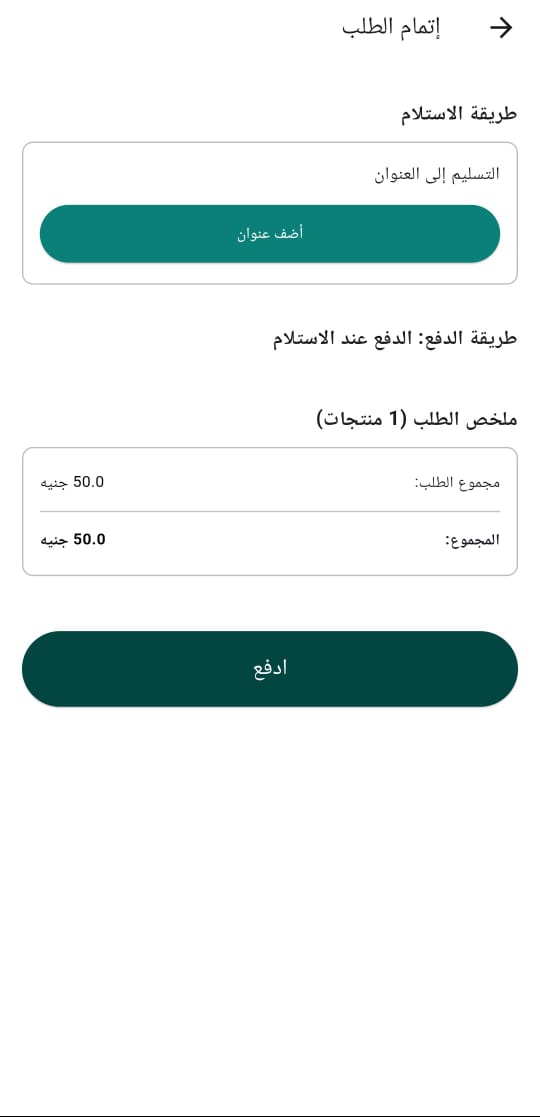 إتمام الطلب
طريقة الاستلام
التسليم إلى العنوان
أضف عنوان
طريقة الدفع: الدفع عند الاستلام
ملخص الطلب (1 منتجات)
مجموع الطلب: 50.0 جنيه
المجموع: 50.0 جنيه
ادفع